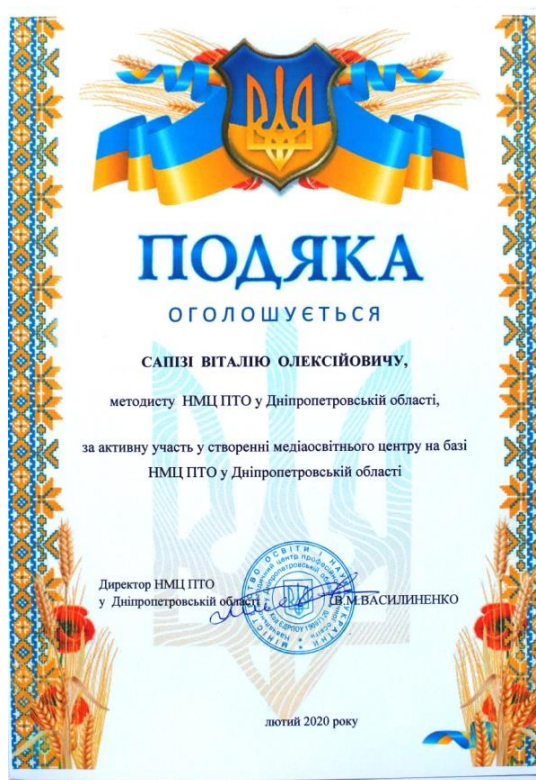 ПОДЯКА
ОГОЛОШУЄТЬСЯ
САПІЗІ ВІТАЛІЮ ОЛЕКСІЙОВИЧУ,
методисту НМЦ ПТО у Дніпропетровській області,
за активну участь у створенні медіаосвітнього центру на базі
НМЦ ПТО у Дніпропетровській області
Директор НМЦ ПТО
у Дніпропетровській області
В.М.ВАСИЛИНЕНКО
лютий 2020 року